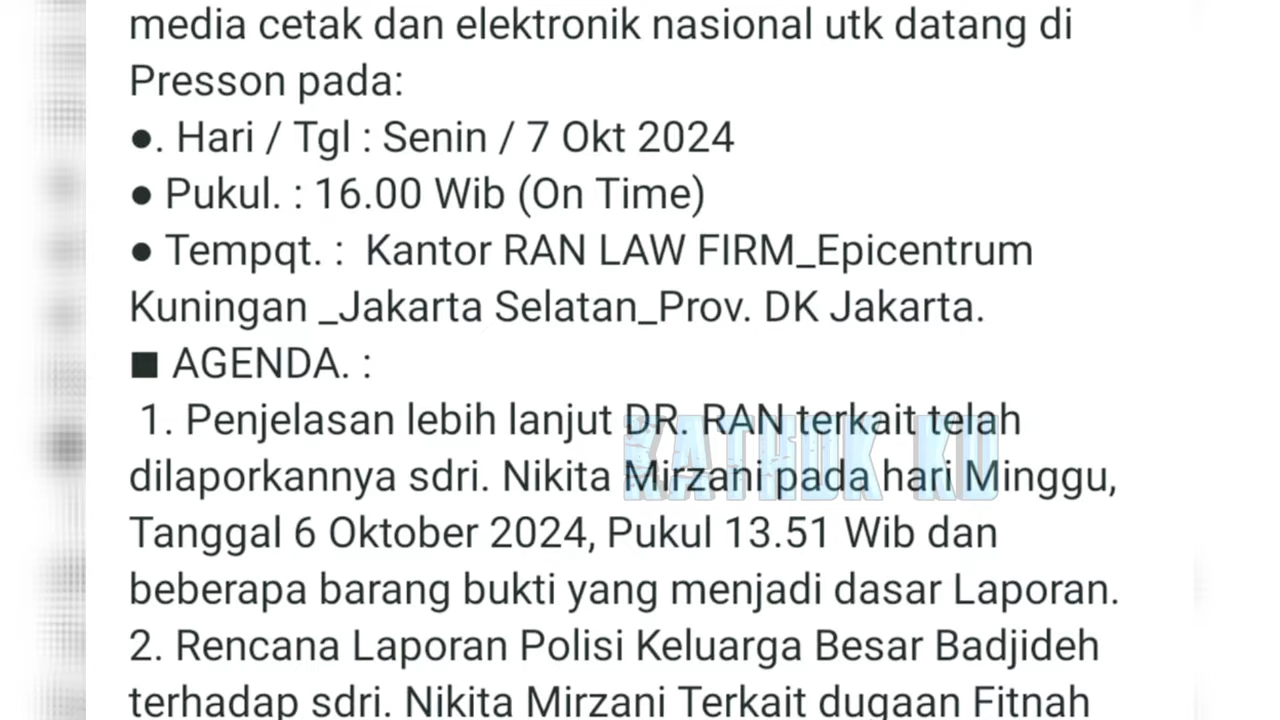 media cetak dan elektronik nasional utk datang di
Presson pada:
●. Hari / Tgl : Senin / 7 Okt 2024
● Pukul. : 16.00 Wib (On Time)
● Tempqt. :  Kantor RAN LAW FIRM_Epicentrum
Kuningan _Jakarta Selatan_Prov. DK Jakarta.
■ AGENDA. :
1. Penjelasan lebih lanjut DR. RAN terkait telah
dilaporkannya sdri. Nikita Mirzani pada hari Minggu,
Tanggal 6 Oktober 2024, Pukul 13.51 Wib dan
beberapa barang bukti yang menjadi dasar Laporan.
2. Rencana Laporan Polisi Keluarga Besar Badjideh
terhadap sdri. Nikita Mirzani Terkait dugaan Fitnah